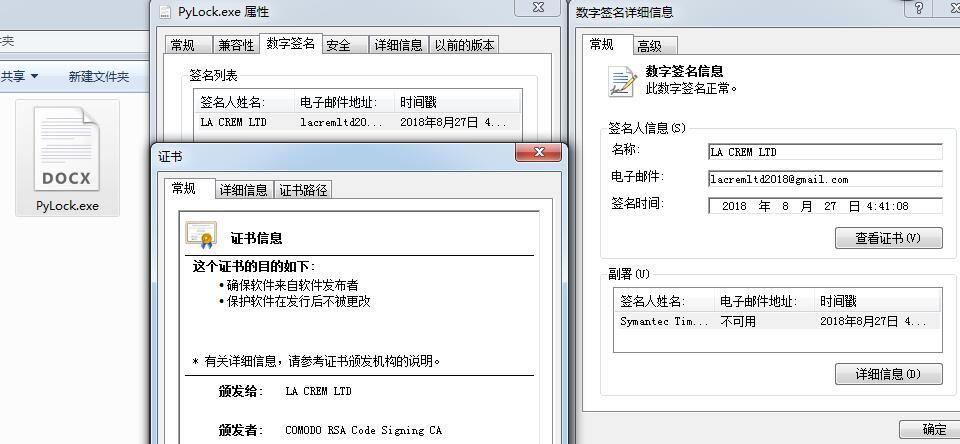 夹
共享
新建文件夹
DOCX
PyLock.exe
PyLock.exe 属性
常规
兼容性
数字签名
安全
详细信息
以前的版本
签名列表
签名人姓名:
电子邮件地址:
时间戳
LA CREM LTD
lacremltd20...
2018年8月27日 4...
证书
常规
详细信息
证书路径
证书信息
这个证书的目的如下:
• 确保软件来自软件发布者
• 保护软件在发行后不被更改
* 有关详细信息，请参考证书颁发机构的说明。
颁发给: LA CREM LTD
颁发者: COMODO RSA Code Signing CA
数字签名详细信息
常规
高级
数字签名信息
此数字签名正常。
签名人信息(S)
名称: LA CREM LTD
电子邮件: lacremltd2018@gmail.com
签名时间: 2018 年 8 月 27 日 4:41:08
查看证书(V)
副署(U)
签名人姓名:
电子邮件地址:
时间戳
Symantec Tim...
不可用
2018年8月27日 4...
详细信息(D)
确定